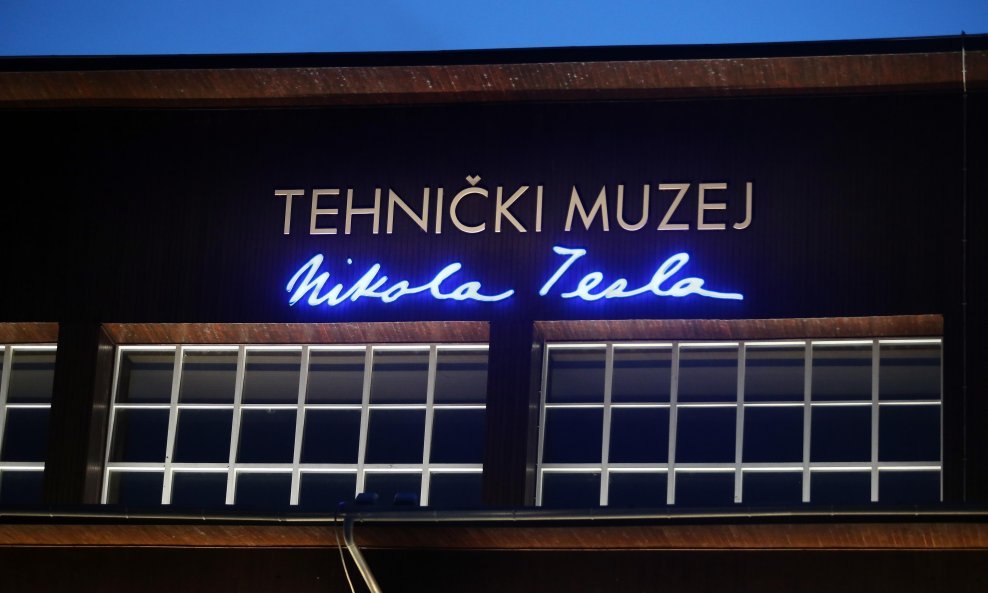 TEHNIČKI MUZEJ
Nikola Tesla